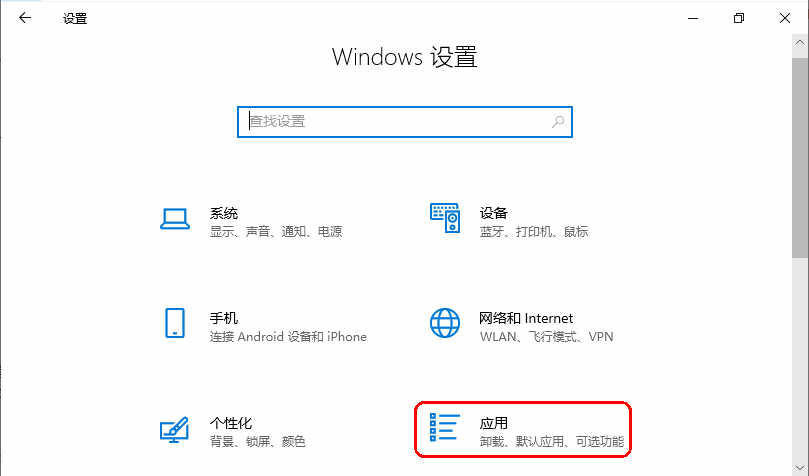 设置
Windows 设置
查找设置
系统
显示、声音、通知、电源
设备
蓝牙、打印机、鼠标
手机
连接 Android 设备和 iPhone
网络和 Internet
WLAN、飞行模式、VPN
个性化
背景、锁屏、颜色
应用
卸载、默认应用、可选功能